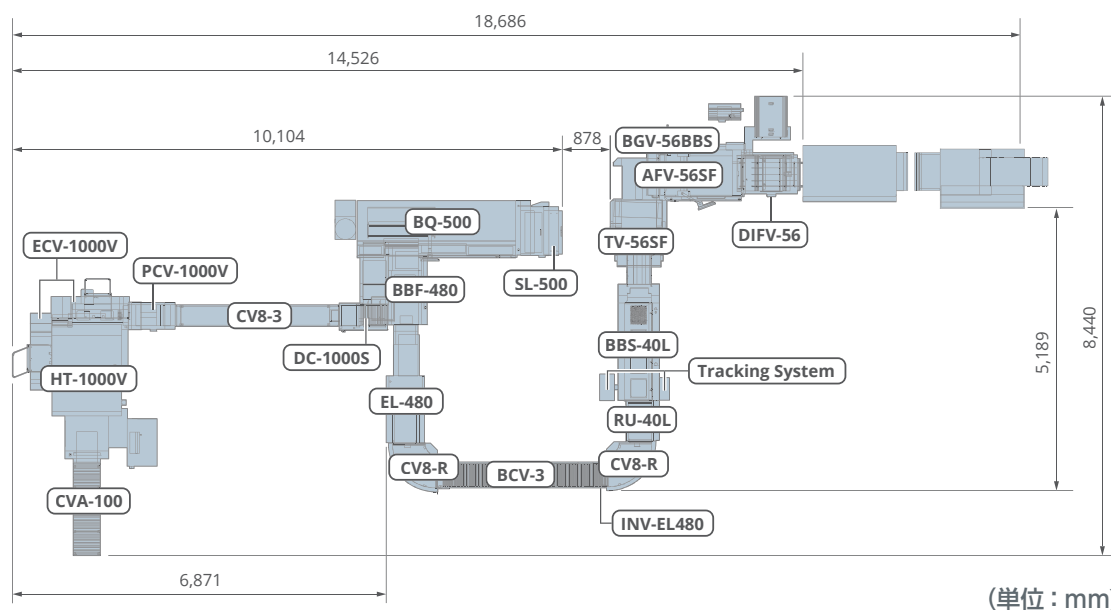 18,686
14,526
10,104
878
BGV-56BBS
AFV-56SF
BQ-500
DIFV-56
TV-56SF
ECV-1000V
PCV-1000V
SL-500
BBF-480
CV8-3
DC-1000S
BBS-40L
5,189
8,440
HT-1000V
Tracking System
EL-480
RU-40L
CV8-R
BCV-3
CV8-R
CVA-100
INV-EL480
6,871
(単位：mm)